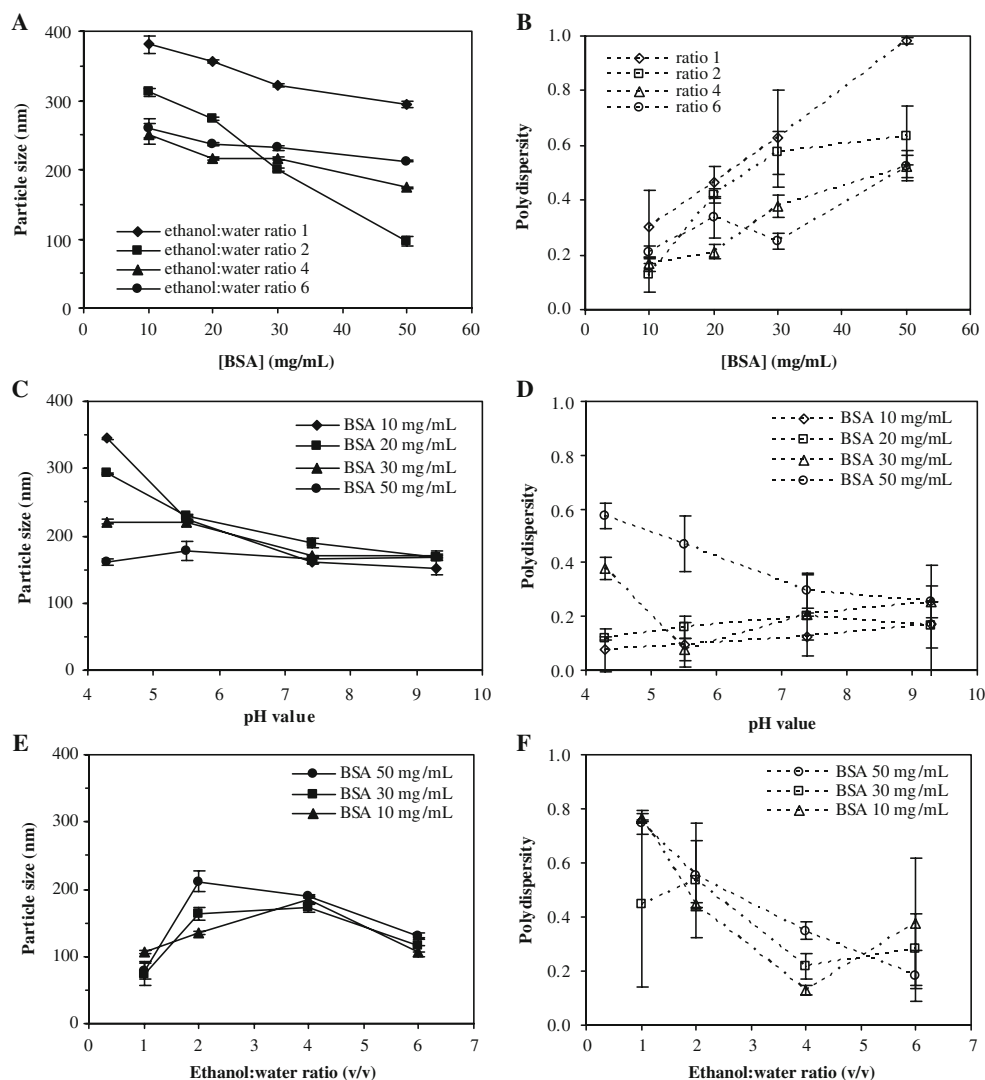 A
400
300
200
100
0
Particle size (nm)
ethanol:water ratio 1
ethanol:water ratio 2
ethanol:water ratio 4
ethanol:water ratio 6
0 10 20 30 40 50 60
[BSA] (mg/mL)
B
1.0
0.8
0.6
0.4
0.2
0.0
Polydispersity
ratio 1
ratio 2
ratio 4
ratio 6
0 10 20 30 40 50 60
[BSA] (mg/mL)
C
400
300
200
100
0
Particle size (nm)
BSA 10 mg/mL
BSA 20 mg/mL
BSA 30 mg/mL
BSA 50 mg/mL
4 5 6 7 8 9 10
pH value
D
1.0
0.8
0.6
0.4
0.2
0.0
Polydispersity
BSA 10 mg/mL
BSA 20 mg/mL
BSA 30 mg/mL
BSA 50 mg/mL
4 5 6 7 8 9 10
pH value
E
400
300
200
100
0
Particle size (nm)
BSA 50 mg/mL
BSA 30 mg/mL
BSA 10 mg/mL
0 1 2 3 4 5 6 7
Ethanol:water ratio (v/v)
F
1.0
0.8
0.6
0.4
0.2
0.0
Polydispersity
BSA 50 mg/mL
BSA 30 mg/mL
BSA 10 mg/mL
0 1 2 3 4 5 6 7
Ethanol:water ratio (v/v)